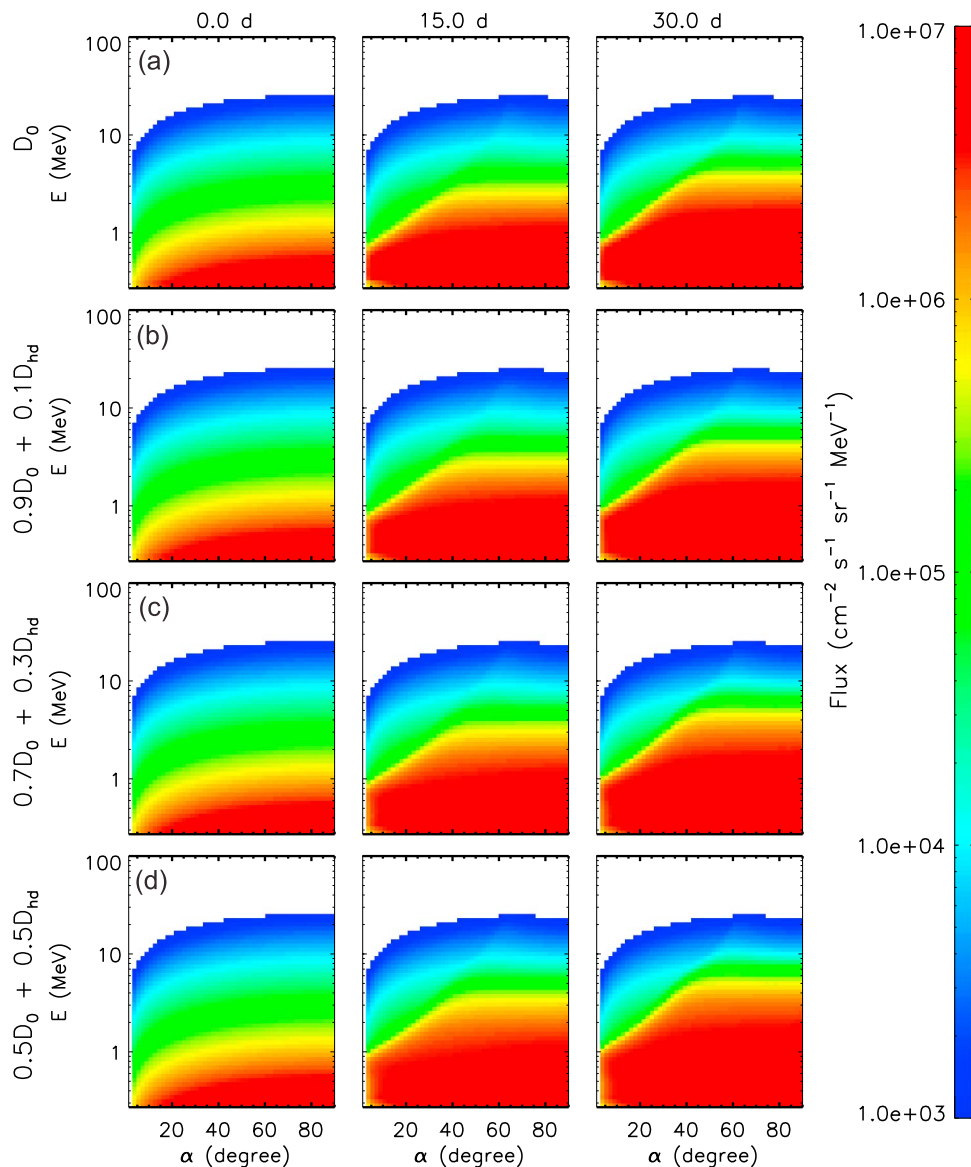 0.0 d 15.0 d 30.0 d
(a)
D₀
E (MeV)
100
10
1
(b)
0.9D₀ + 0.1D_hd
E (MeV)
100
10
1
(c)
0.7D₀ + 0.3D_hd
E (MeV)
100
10
1
(d)
0.5D₀ + 0.5D_hd
E (MeV)
100
10
1
20 40 60 80 20 40 60 80 20 40 60 80
α (degree) α (degree) α (degree)
1.0e+07
1.0e+06
1.0e+05
1.0e+04
1.0e+03
Flux (cm⁻² s⁻¹ sr⁻¹ MeV⁻¹)